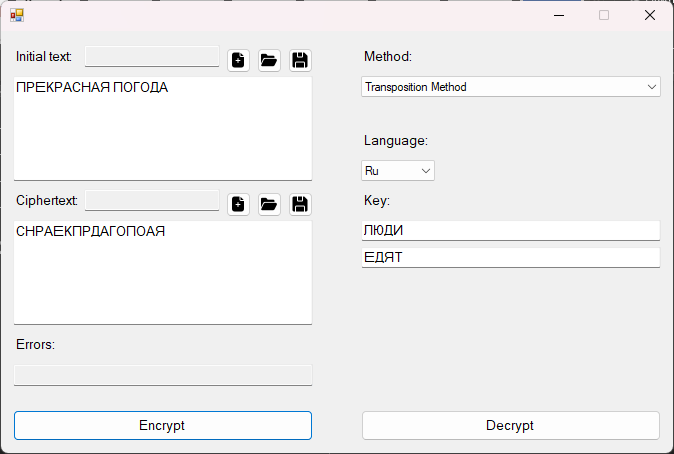 Initial text:
ПРЕКРАСНАЯ ПОГОДА
Ciphertext:
СНРАЕКПРДАГОПОАЯ
Errors:
Encrypt
Method:
Transposition Method
Language:
Ru
Key:
ЛЮДИ
ЕДЯТ
Decrypt